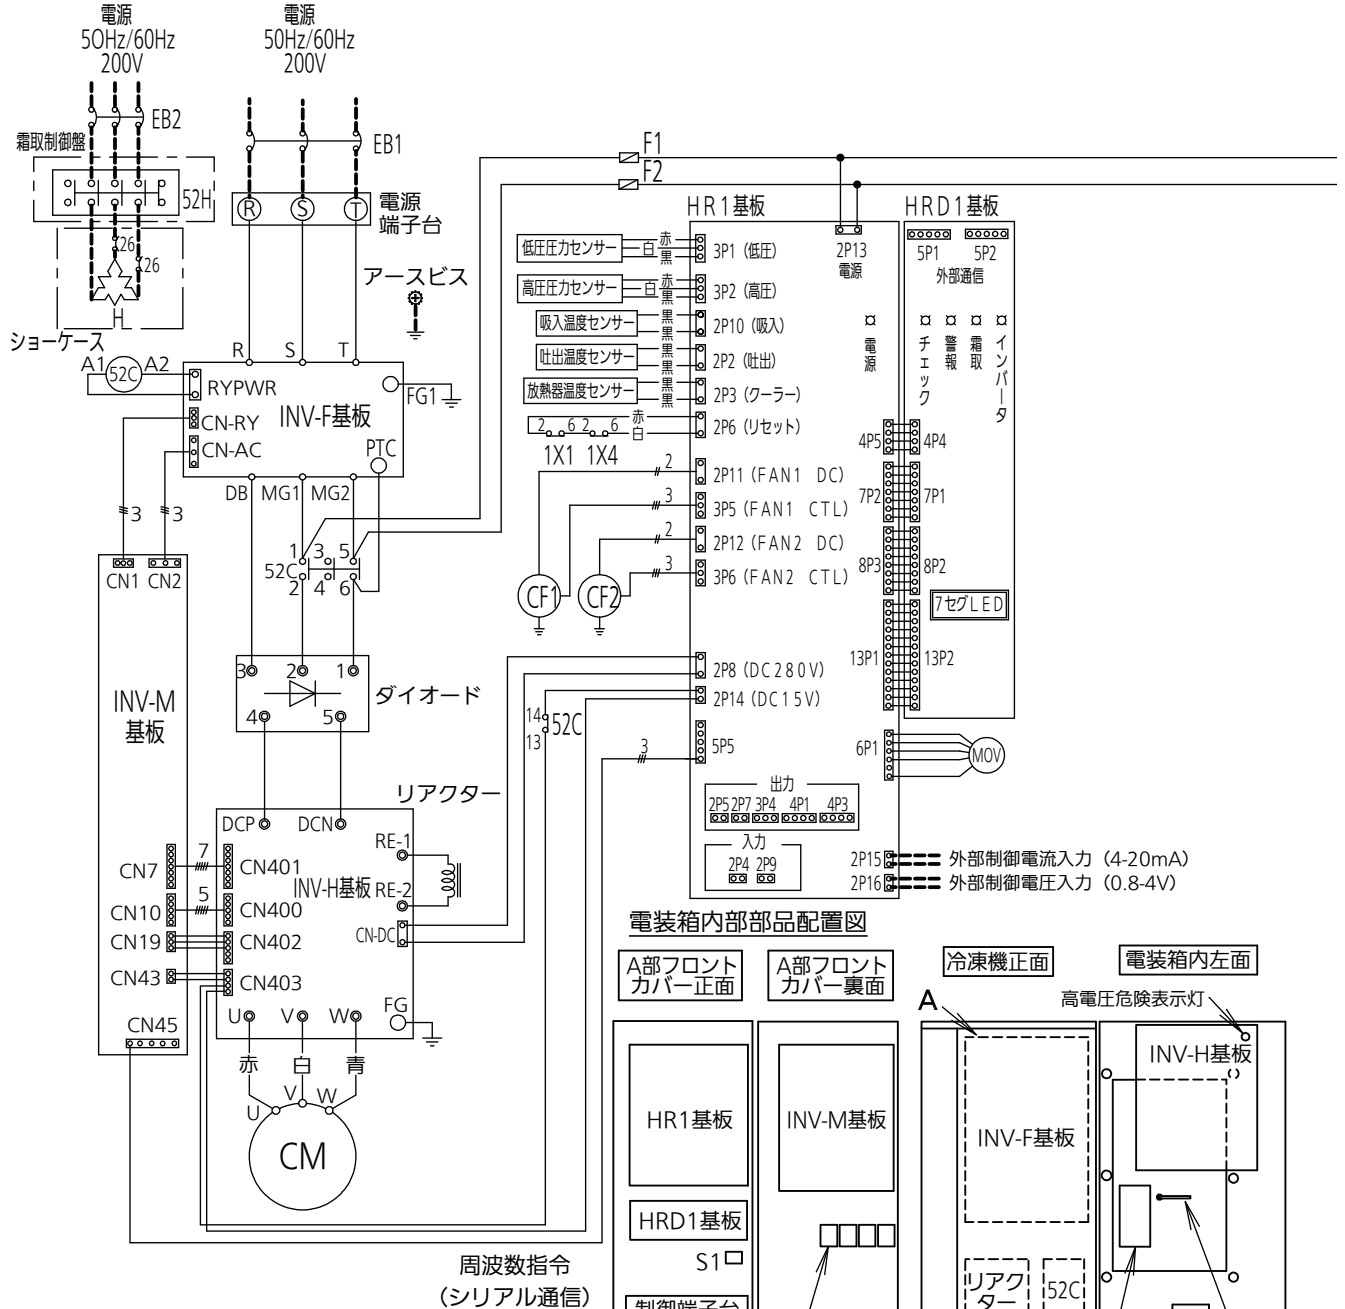 電源
50Hz/60Hz
200V
電源
50Hz/60Hz
200V
EB2
EB1
霜取制御盤
52H
R
S
T
電源
端子台
26
26
H
ショーケース
アースビス
F1
F2
HR1基板
HRD1基板
低圧圧力センサー
赤
白
黒
3P1（低圧）
高圧圧力センサー
赤
白
黒
3P2（高圧）
吸入温度センサー
黒
黒
2P10（吸入）
吐出温度センサー
黒
黒
2P2（吐出）
放熱器温度センサー
黒
黒
2P3（クーラー）
2 6 2 6
赤
白
2P6（リセット）
1X1 1X4
2
2P11（FAN1 DC）
3
3P5（FAN1 CTL）
2
2P12（FAN2 DC）
3
3P6（FAN2 CTL）
CF1
CF2
2P13
電源
5P1
5P2
外部通信
電源
チェック
警報
霜取
インバータ
4P5
4P4
7P2
7P1
8P3
8P2
7セグLED
13P1
13P2
A1
52C
A2
R
S
T
RYPWR
INV-F基板
FG1
CN-RY
CN-AC
PTC
DB
MG1
MG2
3
3
CN1
CN2
1
3
5
52C
2
4
6
3
2
1
ダイオード
4
5
INV-M
基板
2P8（DC280V）
2P14（DC15V）
14
13
52C
3
5P5
6P1
MOV
出力
2P5 2P7 3P4 4P1 4P3
入力
2P4 2P9
2P15
外部制御電流入力（4-20mA）
2P16
外部制御電圧入力（0.8-4V）
リアクター
DCP
DCN
RE-1
CN7
7
CN401
INV-H基板
RE-2
CN10
5
CN400
CN19
CN402
CN-DC
CN43
CN403
CN45
U
V
W
FG
赤
白
青
U
V
W
CM
周波数指令
（シリアル通信）
電装箱内部部品配置図
A部フロント
カバー正面
A部フロント
カバー裏面
冷凍機正面
電装箱内左面
A
高電圧危険表示灯
HR1基板
INV-M基板
INV-F基板
INV-H基板
HRD1基板
S1
制御端子台
リアク
ター
52C